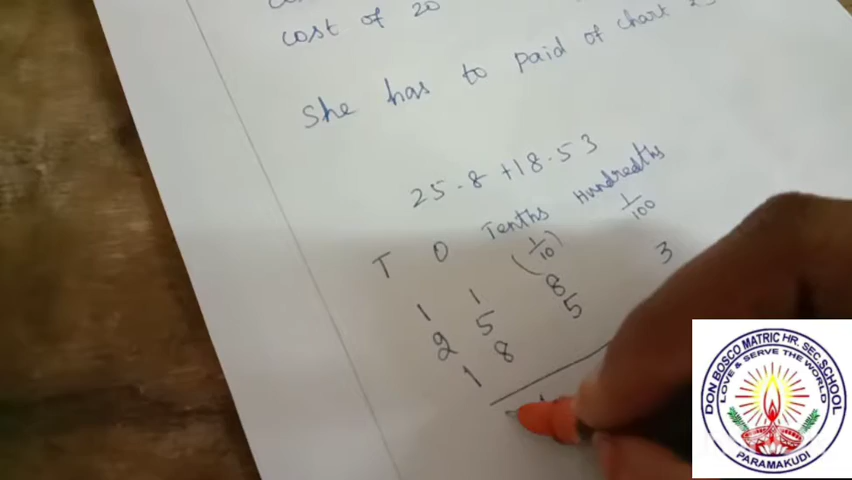 cost of 20
She has to paid of chart
25.8 + 18.53
T O Tenths Hundredths
(1/10) 1/100
1 1
2 5 8
1 8 5 3
DON BOSCO MATRIC HR. SEC. SCHOOL
LOVE & SERVE THE WORLD
PARAMAKUDI